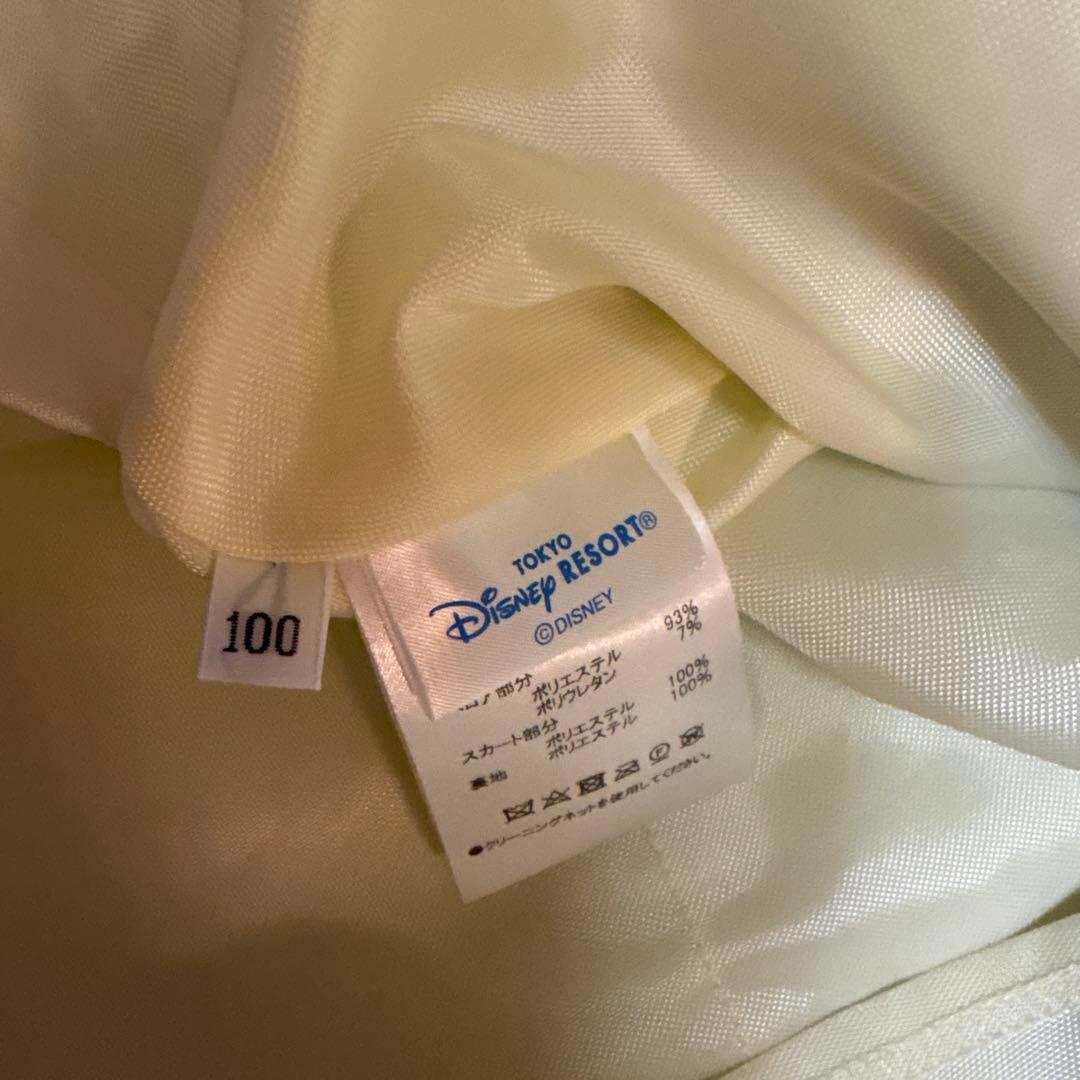 100
TOKYO
Disney RESORT®
©DISNEY
部分
ポリエステル 93%
ポリウレタン 7%
スカート部分
ポリエステル 100%
裏地 ポリエステル 100%
●クリーニングネットを使用してください。